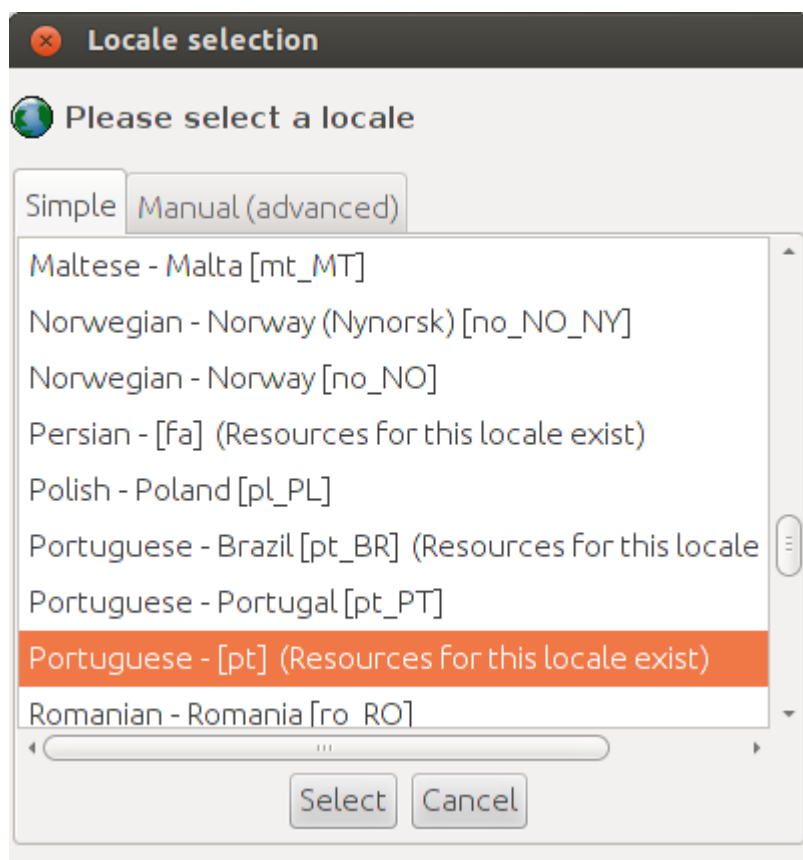 Locale selection
Please select a locale
Simple Manual (advanced)
Maltese - Malta [mt_MT]
Norwegian - Norway (Nynorsk) [no_NO_NY]
Norwegian - Norway [no_NO]
Persian - [fa] (Resources for this locale exist)
Polish - Poland [pl_PL]
Portuguese - Brazil [pt_BR] (Resources for this locale
Portuguese - Portugal [pt_PT]
Portuguese - [pt] (Resources for this locale exist)
Romanian - Romania [ro_RO]
Select Cancel